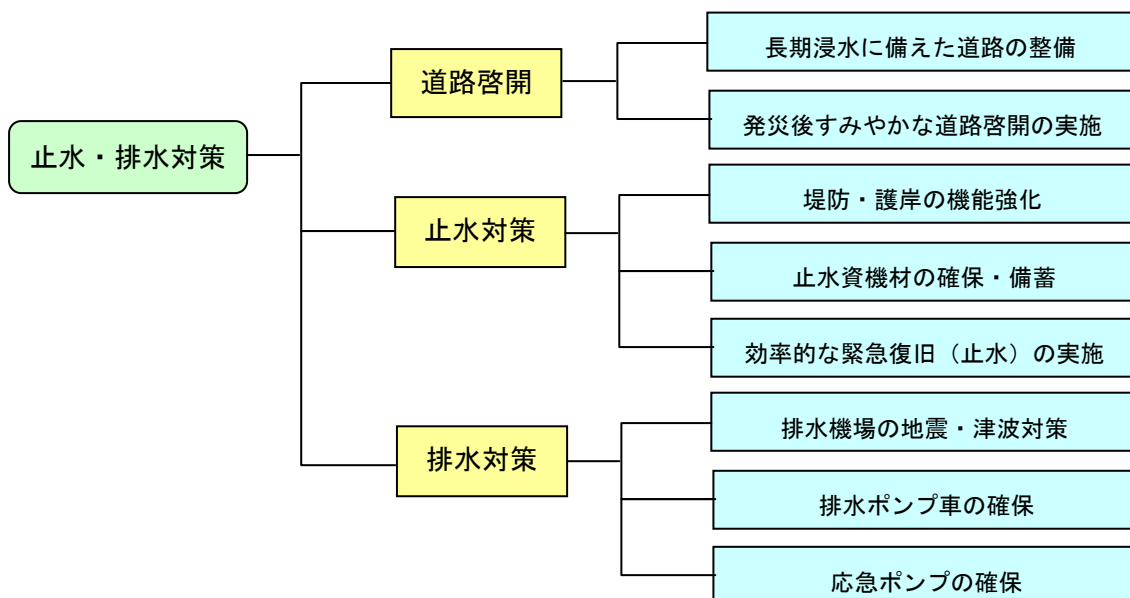 止水・排水対策
道路啓開
長期浸水に備えた道路の整備
発災後すみやかな道路啓開の実施
止水対策
堤防・護岸の機能強化
止水資機材の確保・備蓄
効率的な緊急復旧（止水）の実施
排水対策
排水機場の地震・津波対策
排水ポンプ車の確保
応急ポンプの確保